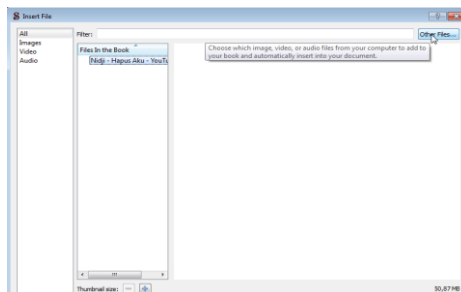 Insert File
All
Images
Video
Audio
Filter:
Other Files...
Files In the Book
Nidji - Hapus Aku - YouTu
Choose which image, video, or audio files from your computer to add to
your book and automatically insert into your document.
Thumbnail size:
50,87 MB